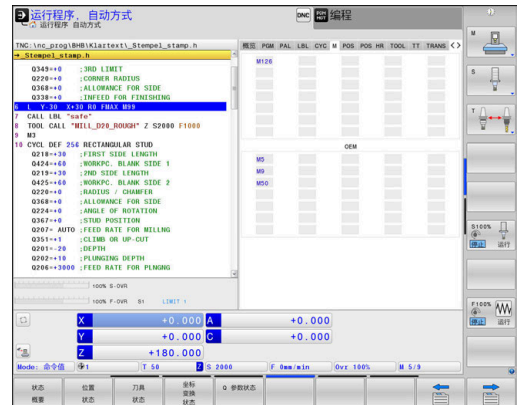 运行程序, 自动方式
运行程序 自动方式
DNC
编程
TNC:\nc_prog\BHB\Klartext\_Stempel_stamp.h
→_Stempel_stamp.h
Q349=+0 ;3RD LIMIT
Q220=+0 ;CORNER RADIUS
Q368=+0 ;ALLOWANCE FOR SIDE
Q338=+0 ;INFEED FOR FINISHING
6 L Y-30 X+30 R0 FMAX M99
7 CALL LBL "safe"
8 TOOL CALL "MILL_D20_ROUGH" Z S2000 F1000
9 M3
10 CYCL DEF 256 RECTANGULAR STUD
Q218=+30 ;FIRST SIDE LENGTH
Q424=+60 ;WORKPC. BLANK SIDE 1
Q219=+30 ;2ND SIDE LENGTH
Q425=+60 ;WORKPC. BLANK SIDE 2
Q220=+0 ;RADIUS / CHAMFER
Q368=+0 ;ALLOWANCE FOR SIDE
Q224=+0 ;ANGLE OF ROTATION
Q367=+0 ;STUD POSITION
Q207= AUTO ;FEED RATE FOR MILLNG
Q351=+1 ;CLIMB OR UP-CUT
Q201=-20 ;DEPTH
Q202=+10 ;PLUNGING DEPTH
Q206=+3000 ;FEED RATE FOR PLNGNG
100% S-OVR
100% F-OVR S1 LIMIT 1
概览 PGM PAL LBL CYC M POS POS HR TOOL TT TRANS
M126
OEM
M5
M9
M50
X +0.000 A +0.000
Y +0.000 C +0.000
Z +180.000
Mode: 命令值 1 T 56 Z S 2000 F 0mm/min Ovr 100% M 5/9
状态 概要
位置 状态
刀具 状态
坐标 变换 状态
Q 参数状态
M
S
T
S100%
停止 运行
F100%
停止 运行